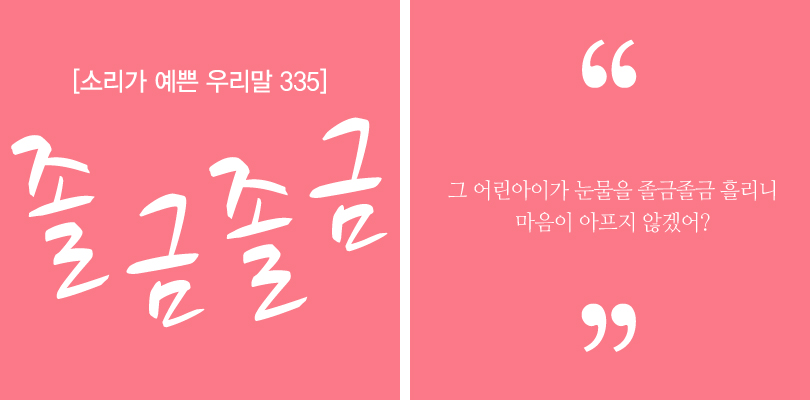 [소리가 예쁜 우리말 335]
졸금졸금
“
그 어린아이가 눈물을 졸금졸금 흘리니
마음이 아프지 않겠어?
”